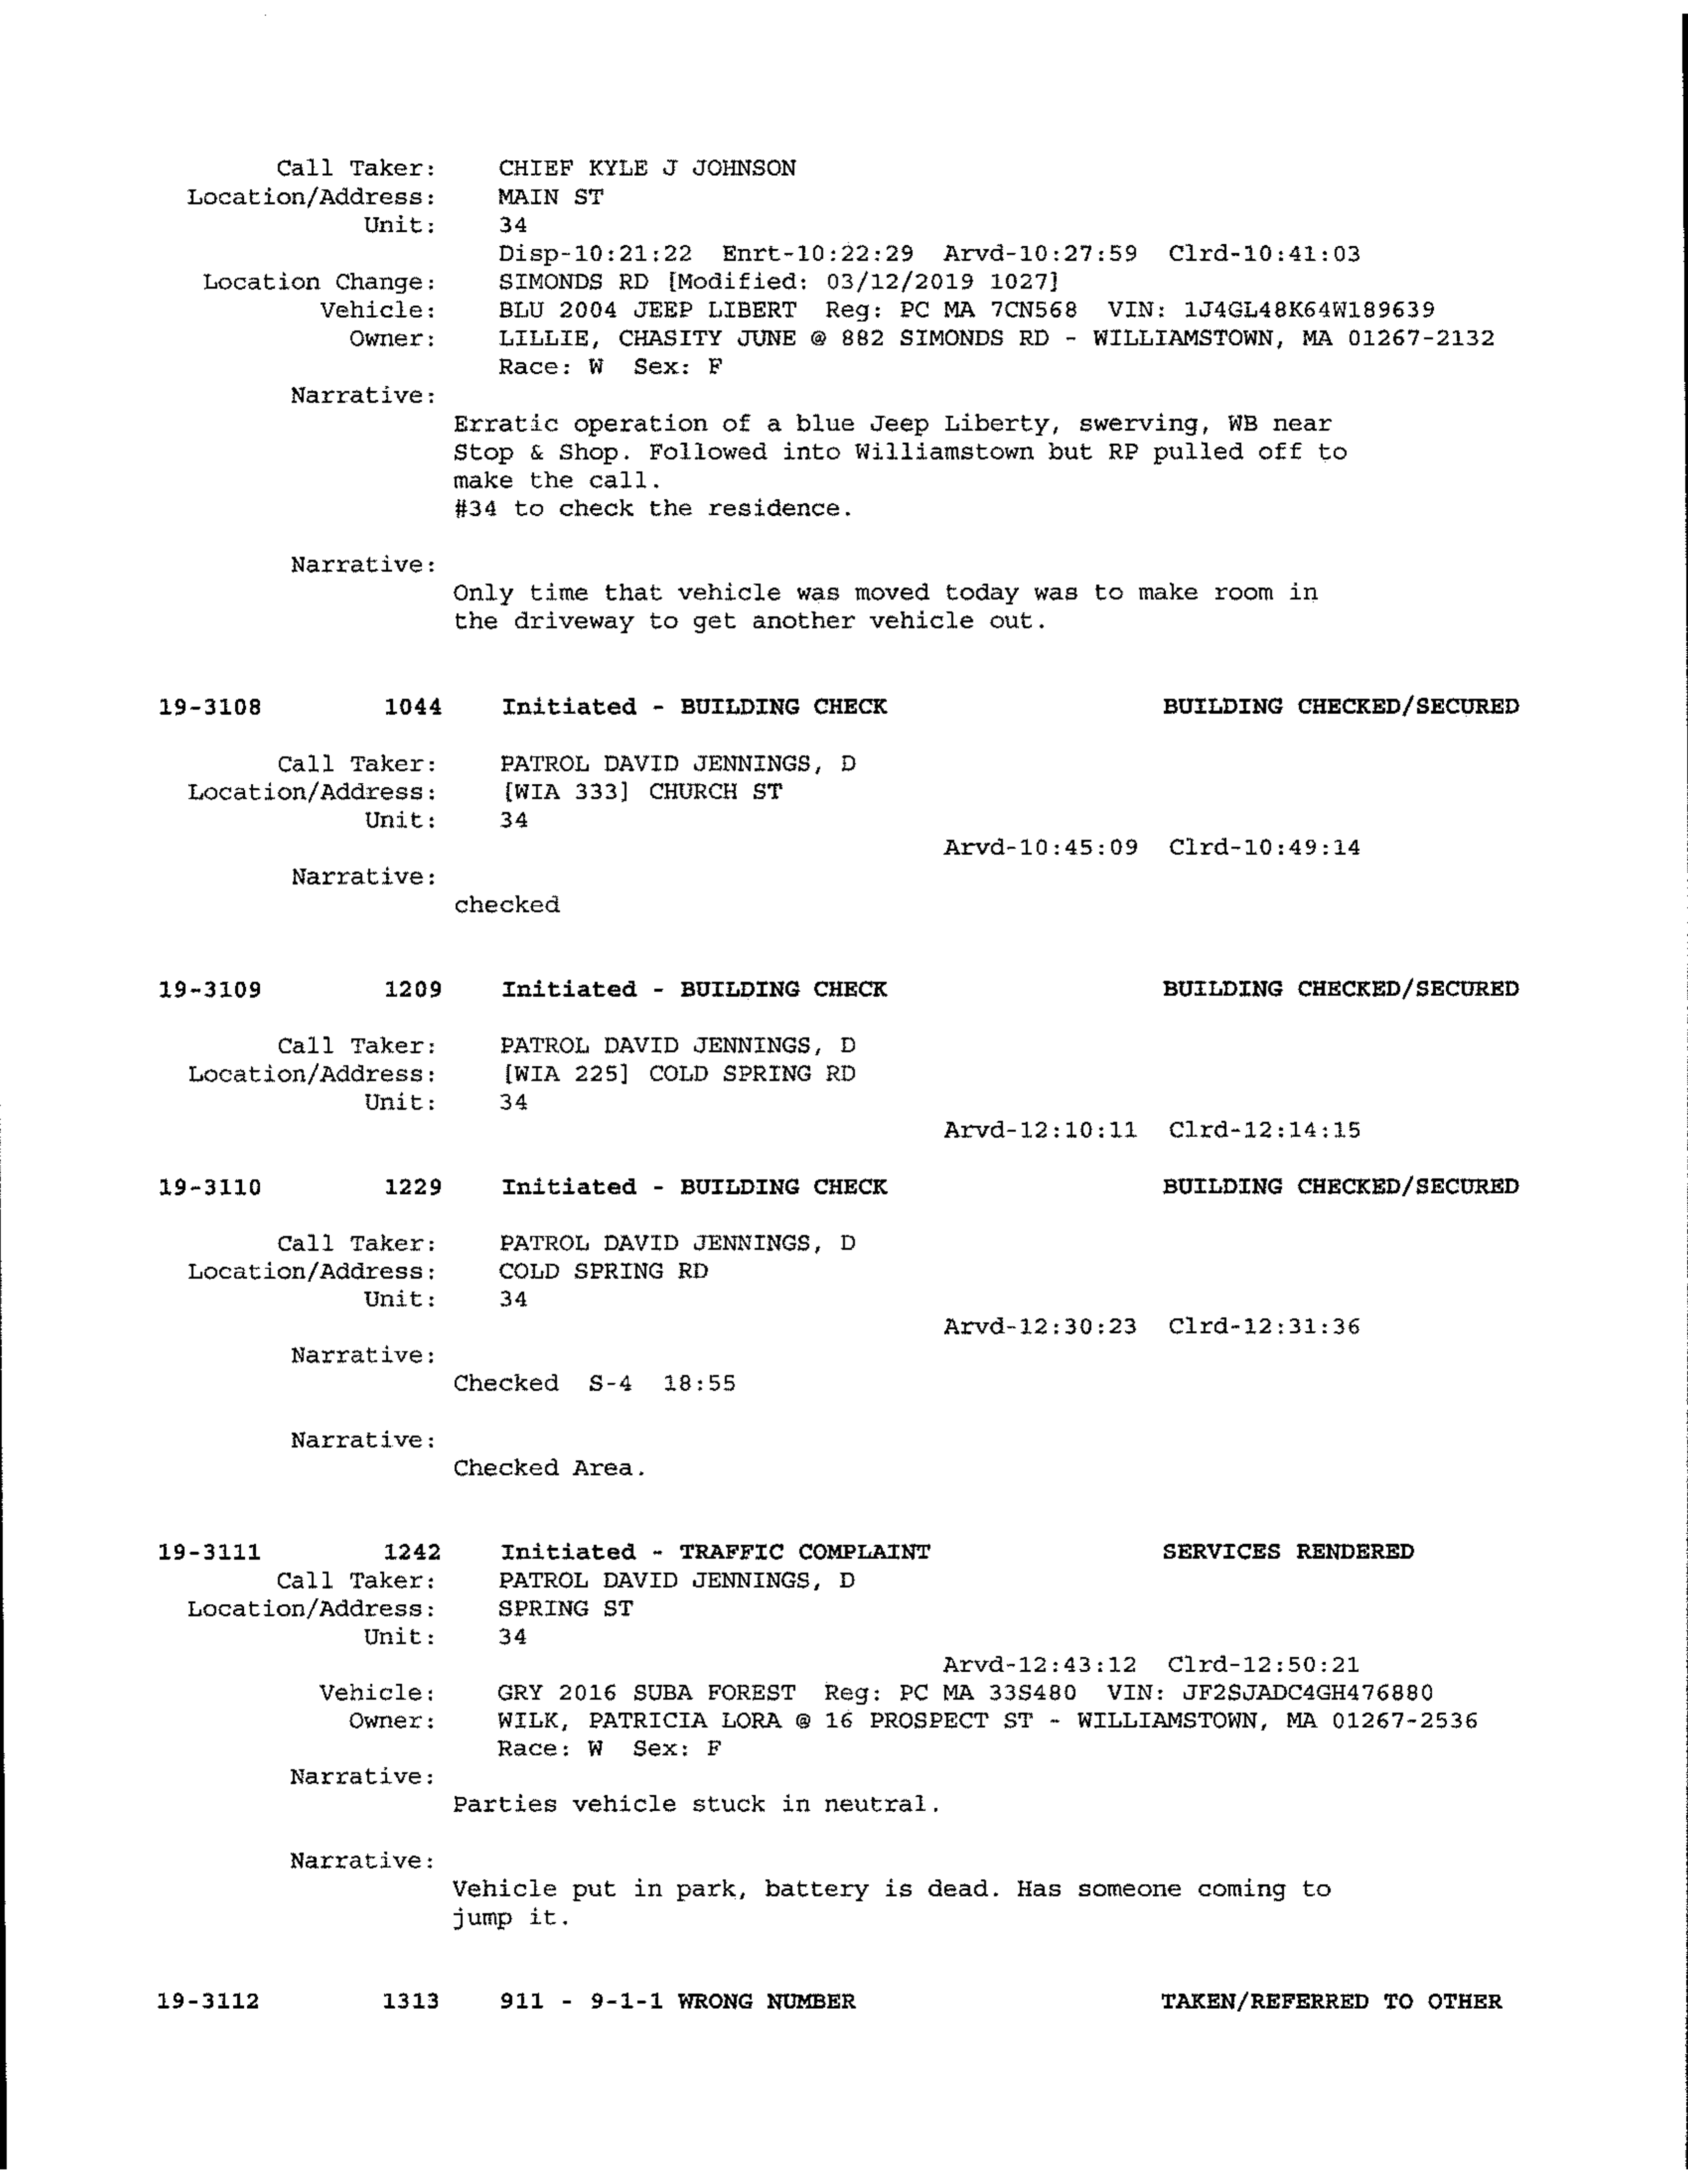 Call Taker: CHIEF KYLE J JOHNSON
Location/Address: MAIN ST
Unit: 34
Disp-10:21:22 Enrt-10:22:29 Arvd-10:27:59 Clrd-10:41:03
Location Change: SIMONDS RD [Modified: 03/12/2019 1027]
Vehicle: BLU 2004 JEEP LIBERT Reg: PC MA 7CN568 VIN: 1J4GL48K64W189639
Owner: LILLIE, CHASITY JUNE @ 882 SIMONDS RD - WILLIAMSTOWN, MA 01267-2132
Race: W Sex: F
Narrative:
Erratic operation of a blue Jeep Liberty, swerving, WB near
Stop & Shop. Followed into Williamstown but RP pulled off to
make the call.
#34 to check the residence.
Narrative:
Only time that vehicle was moved today was to make room in
the driveway to get another vehicle out.
19-3108 1044 Initiated - BUILDING CHECK BUILDING CHECKED/SECURED
Call Taker: PATROL DAVID JENNINGS, D
Location/Address: [WIA 333] CHURCH ST
Unit: 34
Arvd-10:45:09 Clrd-10:49:14
Narrative:
checked
19-3109 1209 Initiated - BUILDING CHECK BUILDING CHECKED/SECURED
Call Taker: PATROL DAVID JENNINGS, D
Location/Address: [WIA 225] COLD SPRING RD
Unit: 34
Arvd-12:10:11 Clrd-12:14:15
19-3110 1229 Initiated - BUILDING CHECK BUILDING CHECKED/SECURED
Call Taker: PATROL DAVID JENNINGS, D
Location/Address: COLD SPRING RD
Unit: 34
Arvd-12:30:23 Clrd-12:31:36
Narrative:
Checked S-4 18:55
Narrative:
Checked Area.
19-3111 1242 Initiated - TRAFFIC COMPLAINT SERVICES RENDERED
Call Taker: PATROL DAVID JENNINGS, D
Location/Address: SPRING ST
Unit: 34
Arvd-12:43:12 Clrd-12:50:21
Vehicle: GRY 2016 SUBA FOREST Reg: PC MA 33S480 VIN: JF2SJADC4GH476880
Owner: WILK, PATRICIA LORA @ 16 PROSPECT ST - WILLIAMSTOWN, MA 01267-2536
Race: W Sex: F
Narrative:
Parties vehicle stuck in neutral.
Narrative:
Vehicle put in park, battery is dead. Has someone coming to
jump it.
19-3112 1313 911 - 9-1-1 WRONG NUMBER TAKEN/REFERRED TO OTHER